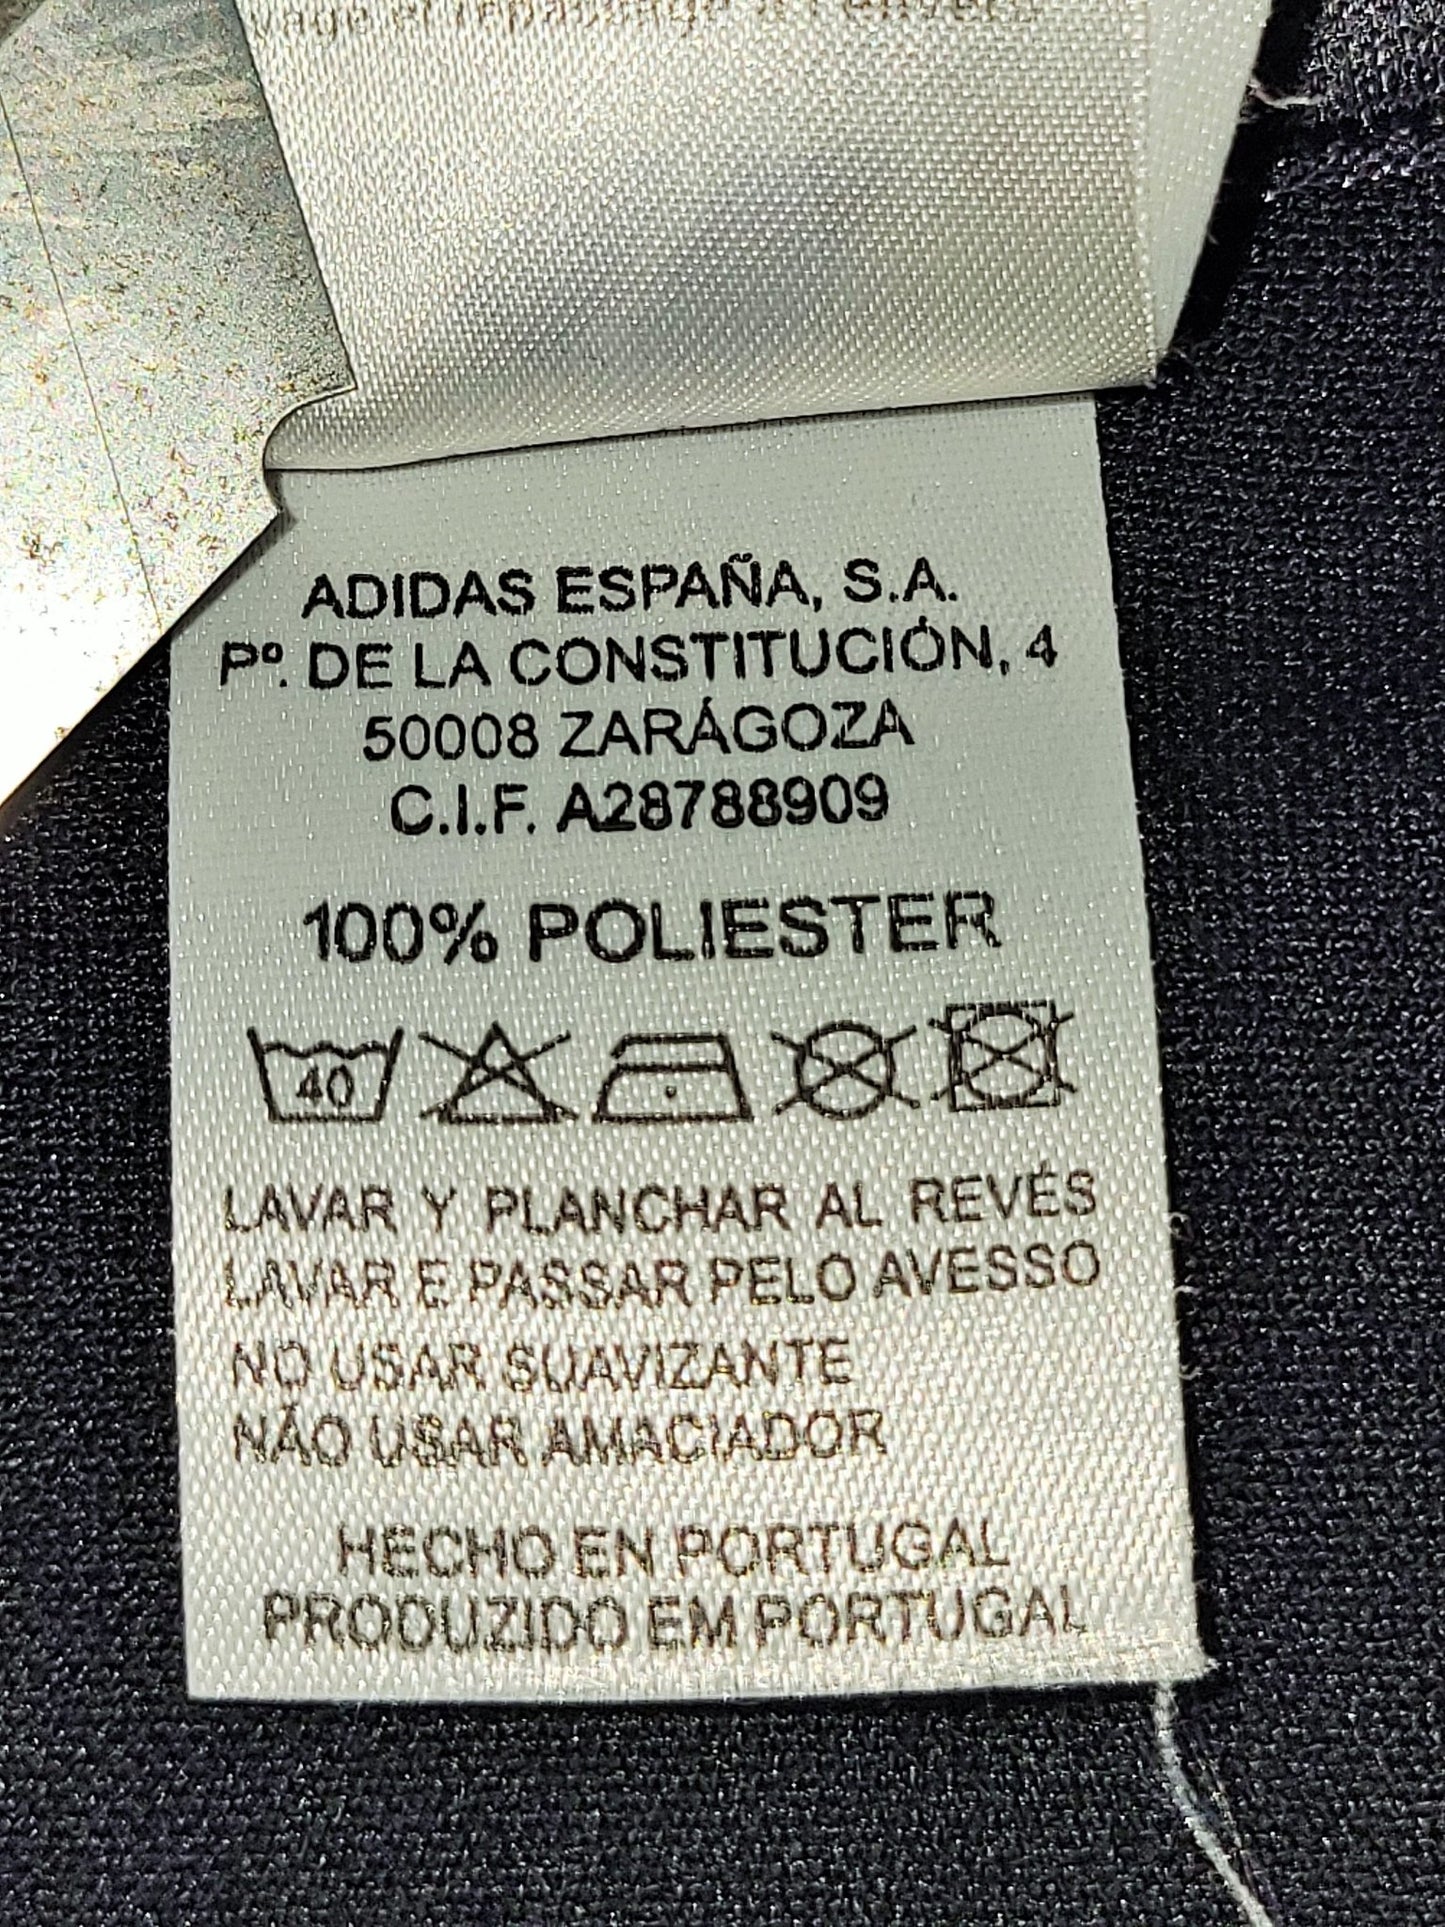 ADIDAS ESPAÑA, S.A.
Pº. DE LA CONSTITUCIÓN, 4
50008 ZARÁGOZA
C.I.F. A28788909
100% POLIESTER
40
LAVAR Y PLANCHAR AL REVÉS
LAVAR E PASSAR PELO AVESSO
NO USAR SUAVIZANTE
NÃO USAR AMACIADOR
HECHO EN PORTUGAL
PRODUZIDO EM PORTUGAL